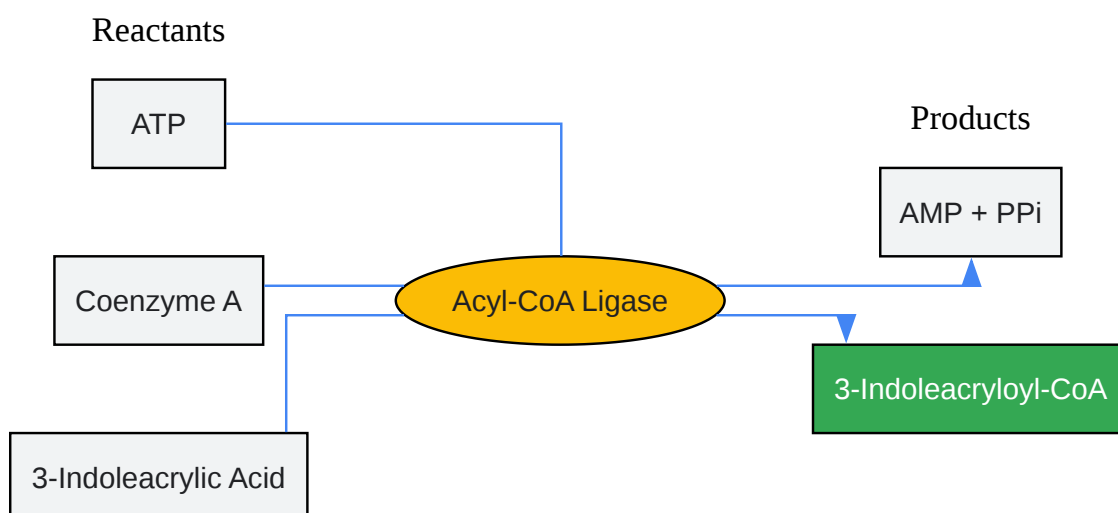 Reactants
ATP
Products
AMP + PPi
Coenzyme A
Acyl-CoA Ligase
3-Indoleacryloyl-CoA
3-Indoleacrylic Acid